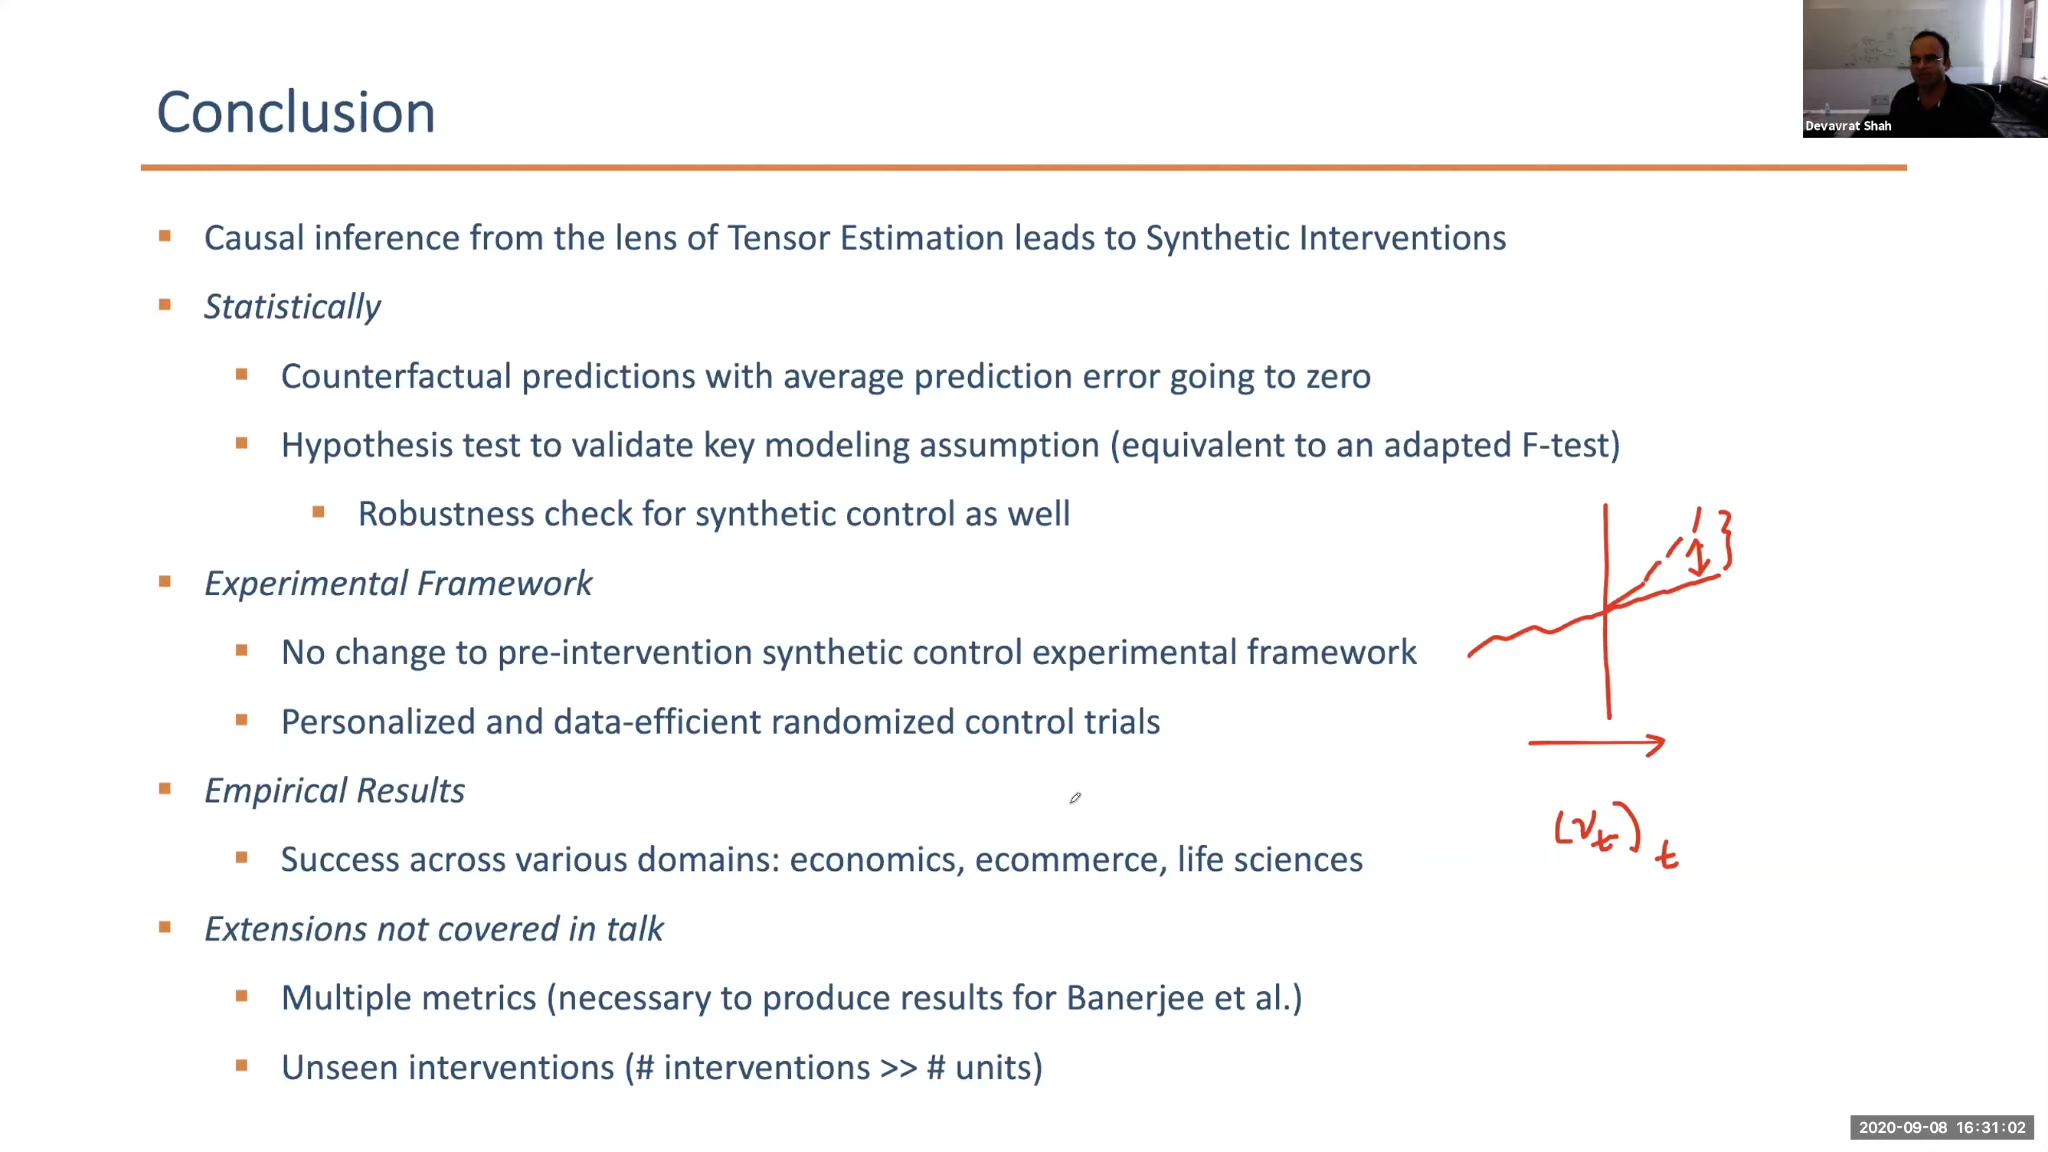 Conclusion
Devavrat Shah
Causal inference from the lens of Tensor Estimation leads to Synthetic Interventions
Statistically
Counterfactual predictions with average prediction error going to zero
Hypothesis test to validate key modeling assumption (equivalent to an adapted F-test)
Robustness check for synthetic control as well
Experimental Framework
No change to pre-intervention synthetic control experimental framework
Personalized and data-efficient randomized control trials
Empirical Results
Success across various domains: economics, ecommerce, life sciences
Extensions not covered in talk
Multiple metrics (necessary to produce results for Banerjee et al.)
Unseen interventions (# interventions >> # units)
2020-09-08 16:31:02